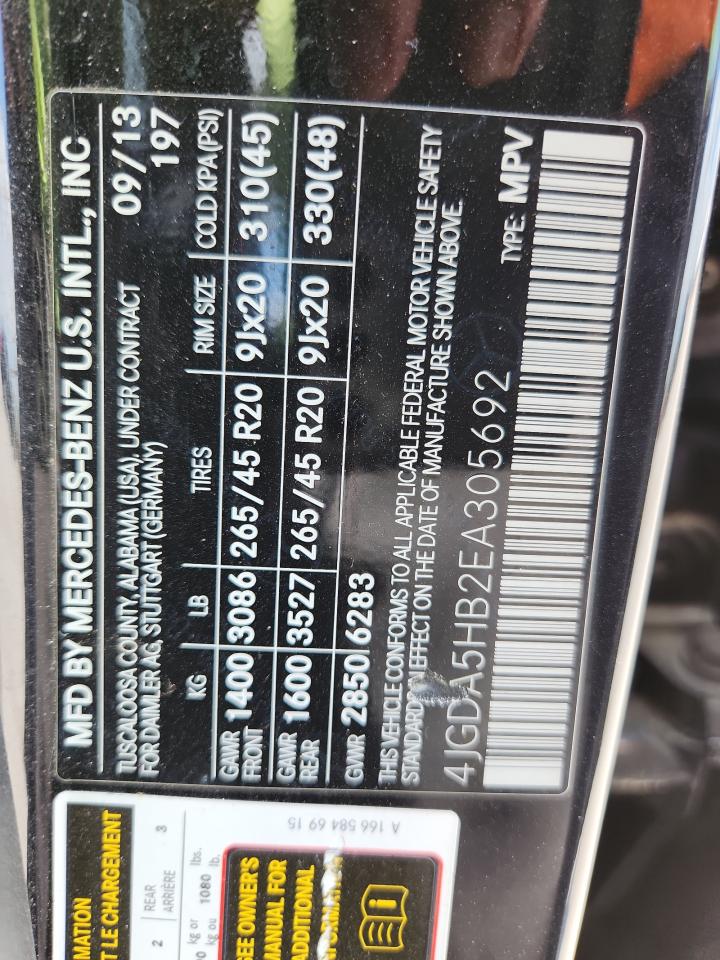 MFD BY MERCEDES-BENZ U.S. INTL., INC
TUSCALOOSA COUNTY, ALABAMA (USA), UNDER CONTRACT 09/13
FOR DAIMLER AG, STUTTGART (GERMANY) 197
KG LB TIRES RIM SIZE COLD KPA(PSI)
GAWR FRONT 1400 3086 265/45 R20 9Jx20 310(45)
GAWR REAR 1600 3527 265/45 R20 9Jx20 330(48)
GVWR 2850 6283
THIS VEHICLE CONFORMS TO ALL APPLICABLE FEDERAL MOTOR VEHICLE SAFETY
STANDARDS EFFECT ON THE DATE OF MANUFACTURE SHOWN ABOVE.
4JGDA5HB2EA305692 TYPE: MPV
MATION
T LE CHARGEMENT
2 REAR 3
ARRIÈRE
kg or 1080 lbs.
kg ou lb.
A 166 584 69 15
SEE OWNER'S
MANUAL FOR
ADDITIONAL